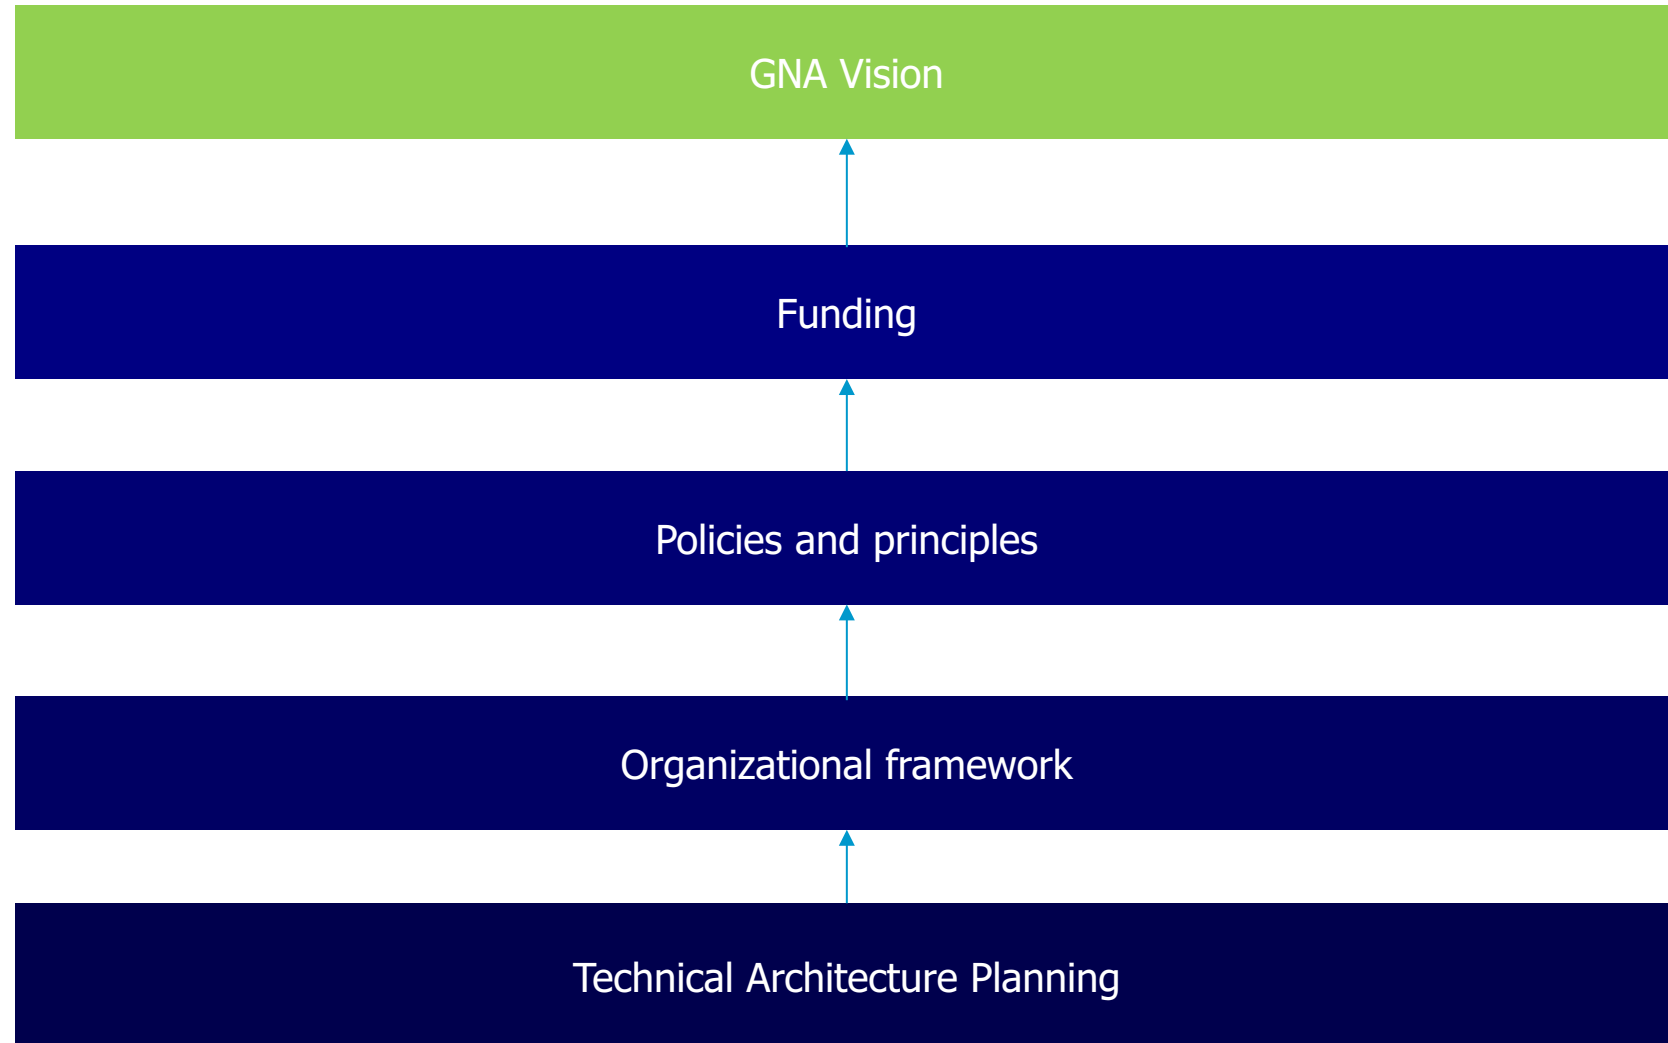 GNA Vision
Funding
Policies and principles
Organizational framework
Technical Architecture Planning